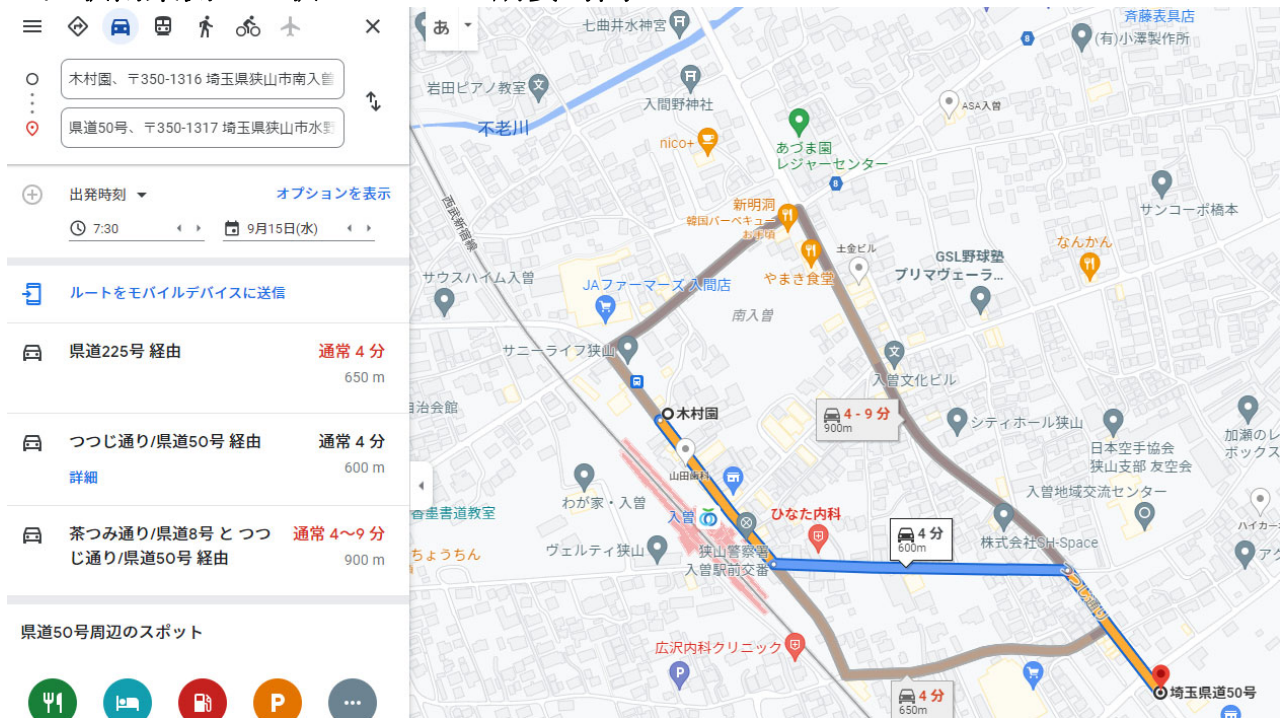 木村園、〒350-1316 埼玉県狭山市南入曽
県道50号、〒350-1317 埼玉県狭山市水野
出発時刻
オプションを表示
7:30
9月15日(水)
ルートをモバイルデバイスに送信
県道225号 経由
通常 4 分
650 m
つつじ通り/県道50号 経由
通常 4 分
600 m
詳細
茶つみ通り/県道8号 と つつ
じ通り/県道50号 経由
通常 4～9 分
900 m
県道50号周辺のスポット
あ
七曲井水神宮
斉藤表具店
(有)小澤製作所
8
岩田ピアノ教室
入間野神社
ASA入曽
不老川
nico+
あづま園
レジャーセンター
8
西武新宿線
新明洞
韓国バーベキュー
サンコーポ橋本
土金ビル
なんかん
GSL野球塾
プリマヴェーラ...
サウスハイム入曽
JAファーマーズ 入間店
やまき食堂
南入曽
サニーライフ狭山
入曽文化ビル
自治会館
木村園
4 - 9 分
900m
シティホール狭山
加瀬のレ
ボックス
日本空手協会
狭山支部 友空会
山田歯科
わが家・入曽
入曽地域交流センター
書道教室
入曽
ひなた内科
ハイカー
4 分
600m
株式会社SH-Space
ちょうちん
ヴェルティ狭山
狭山警察署
入曽駅前交番
つつじ通り
広沢内科クリニック
P
4 分
650m
埼玉県道50号
P